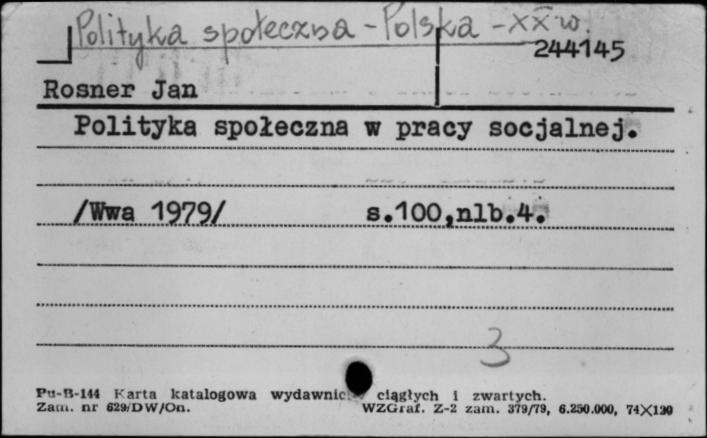 Polityka społeczna - Polska - XX w.
244145
Rosner Jan
Polityka społeczna w pracy socjalnej.
/Wwa 1979/ s.100,nlb.4.
3
Pu-B-144 Karta katalogowa wydawnic ciągłych i zwartych.
Zam. nr 629/DW/On. WZGraf. Z-2 zam. 379/79, 6.250.000, 74X120